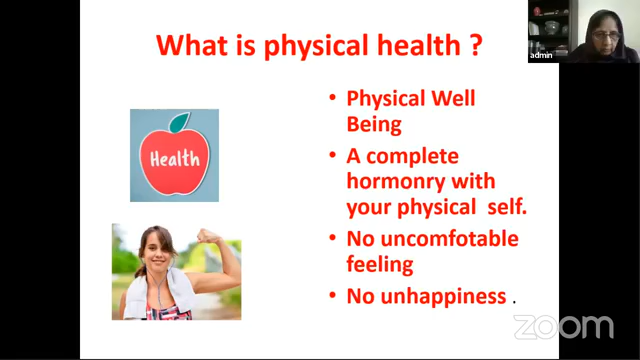 What is physical health ?
admin
Health
• Physical Well
Being
• A complete
hormonry with
your physical self.
• No uncomfotable
feeling
• No unhappiness .
zoom